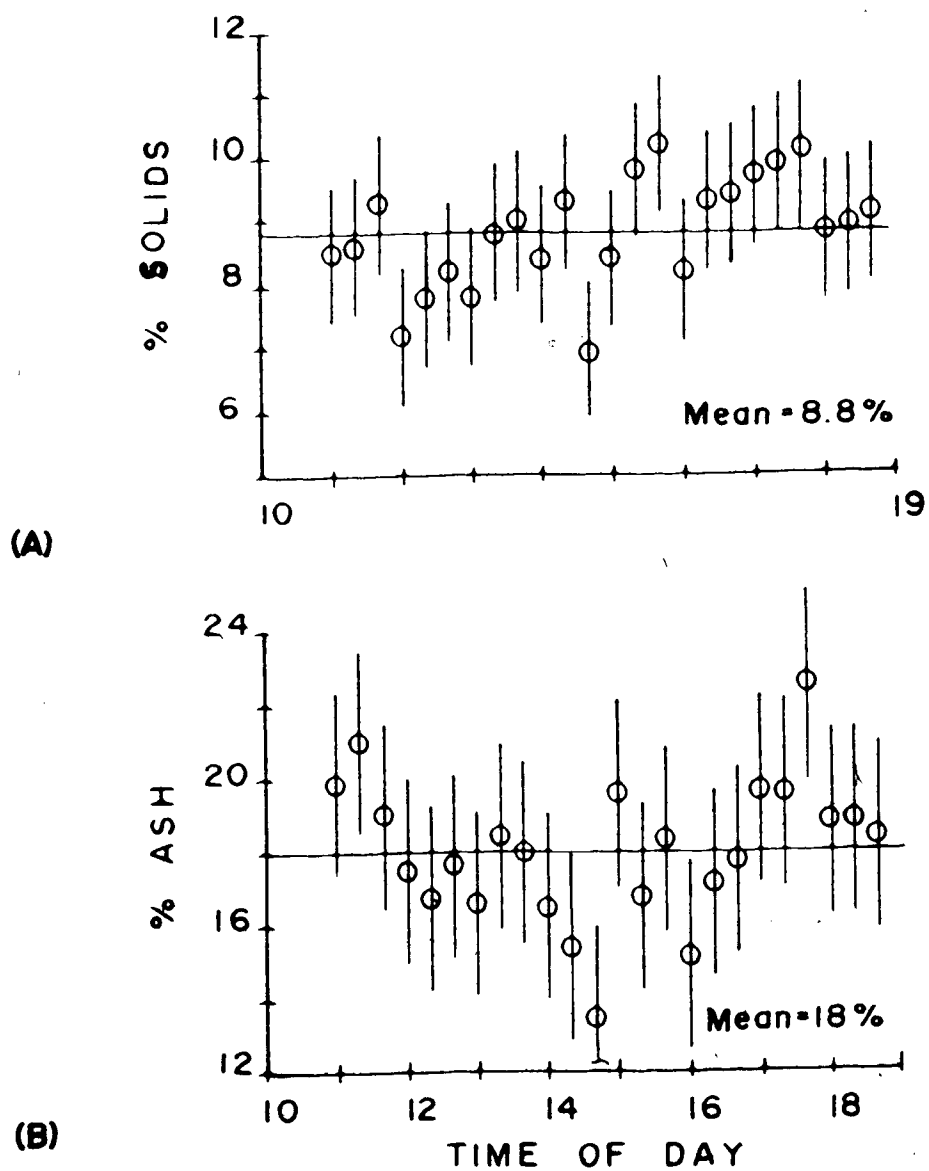 12
10
8
6
% SOLIDS
Mean = 8.8%
10 19
(A)
24
20
16
12
% ASH
Mean=18%
10 12 14 16 18
(B)
TIME OF DAY